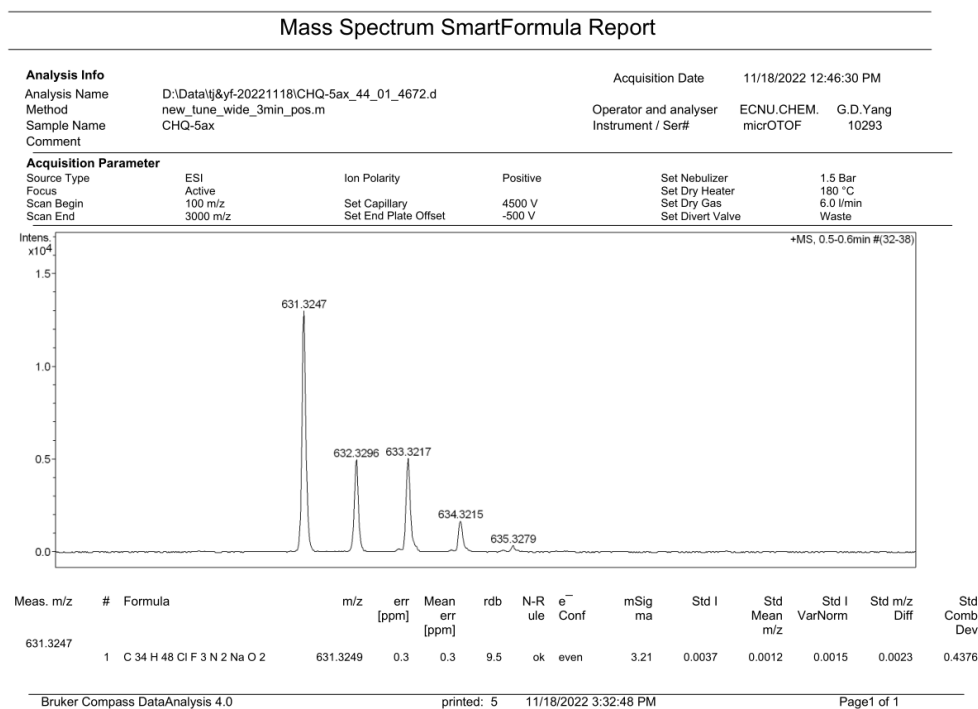 Mass Spectrum SmartFormula Report
Analysis Info
Acquisition Date 11/18/2022 12:46:30 PM
Analysis Name D:\Data\tj&yf-20221118\CHQ-5ax_44_01_4672.d
Method new_tune_wide_3min_pos.m Operator and analyser ECNU.CHEM. G.D.Yang
Sample Name CHQ-5ax Instrument / Ser# micrOTOF 10293
Comment
Acquisition Parameter
Source Type ESI Ion Polarity Positive Set Nebulizer 1.5 Bar
Focus Active Set Dry Heater 180 °C
Scan Begin 100 m/z Set Capillary 4500 V Set Dry Gas 6.0 l/min
Scan End 3000 m/z Set End Plate Offset -500 V Set Divert Valve Waste
Intens. +MS, 0.5-0.6min #(32-38)
x10⁴
1.5
631.3247
1.0
632.3296 633.3217
0.5
634.3215
635.3279
0.0
Meas. m/z # Formula m/z err [ppm] Mean err [ppm] rdb N-R ule e¯ Conf mSig ma Std I Std Mean m/z Std I VarNorm Std m/z Diff Std Comb Dev
631.3247
1 C 34 H 48 Cl F 3 N 2 Na O 2 631.3249 0.3 0.3 9.5 ok even 3.21 0.0037 0.0012 0.0015 0.0023 0.4376
Bruker Compass DataAnalysis 4.0 printed: 5 11/18/2022 3:32:48 PM Page1 of 1